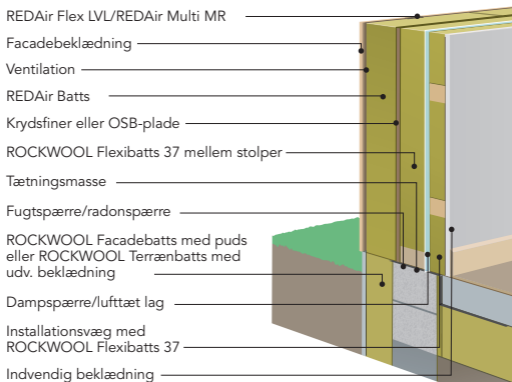 REDAir Flex LVL/REDAir Multi MR
Facadebeklædning
Ventilation
REDAir Batts
Krydsfiner eller OSB-plade
ROCKWOOL Flexibatts 37 mellem stolper
Tætningsmasse
Fugtspærre/radonspærre
ROCKWOOL Facadebatts med puds
eller ROCKWOOL Terrænbatts med
udv. beklædning
Dampspærre/lufttæt lag
Installationsvæg med
ROCKWOOL Flexibatts 37
Indvendig beklædning